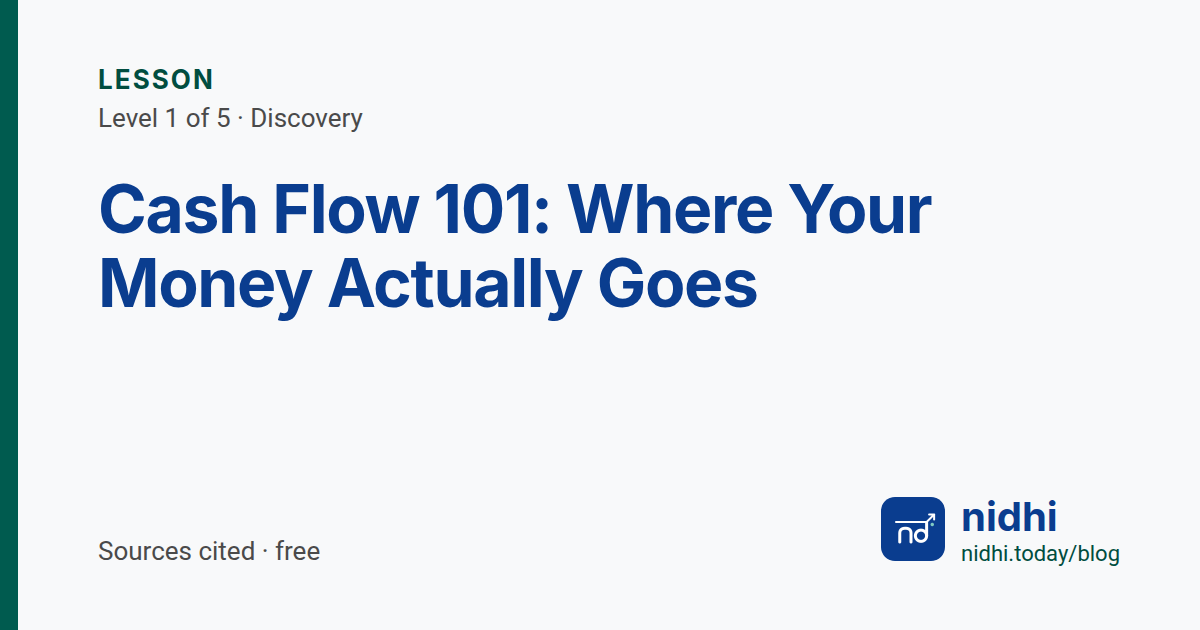 LESSON
Level 1 of 5 · Discovery
Cash Flow 101: Where Your
Money Actually Goes
Sources cited · free
nd
nidhi
nidhi.today/blog